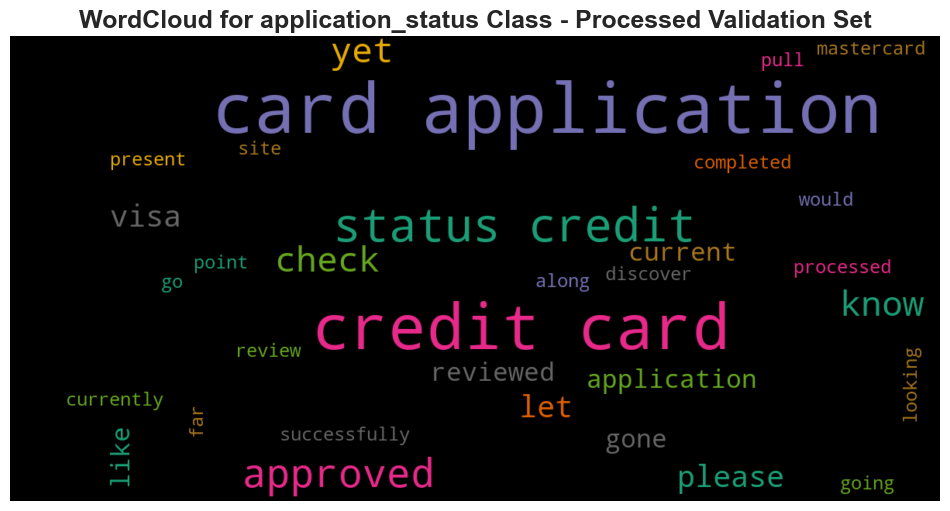 WordCloud for application_status Class - Processed Validation Set
yet
mastercard
pull
card application
site
present
completed
would
visa
status credit
current
check
point
processed
discover
go
along
know
credit card
review
reviewed
application
looking
currently
let
far
successfully
gone
like
approved
please
going